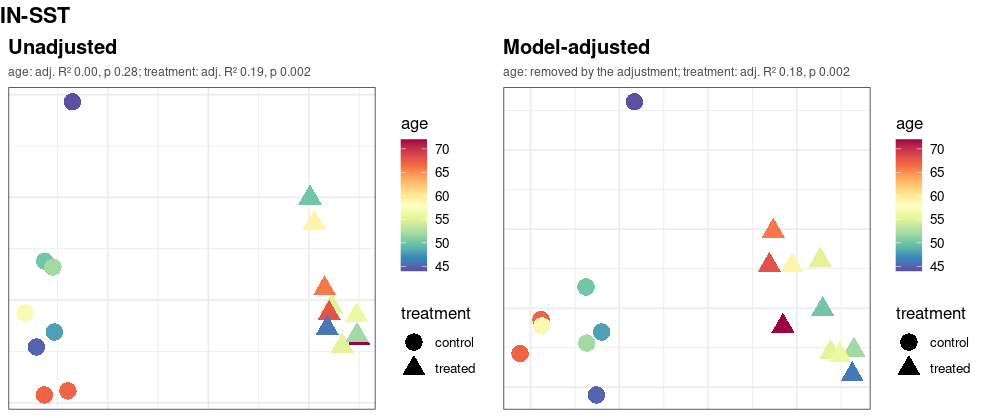 IN-SST
Unadjusted
age: adj. R² 0.00, p 0.28; treatment: adj. R² 0.19, p 0.002
age
70
65
60
55
50
45
treatment
control
treated
Model-adjusted
age: removed by the adjustment; treatment: adj. R² 0.18, p 0.002
age
70
65
60
55
50
45
treatment
control
treated